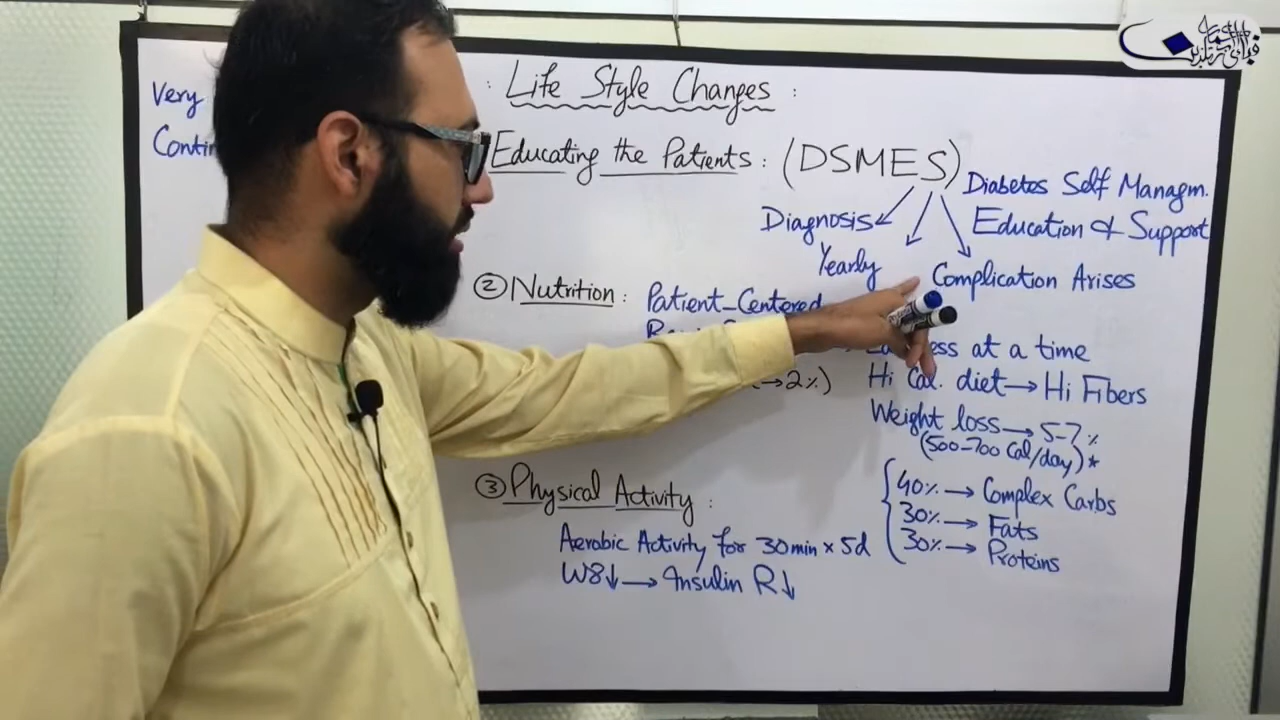 Very
: Life Style Changes :
Educating the Patients : (DSMES)
Diabetes Self Managm.
Education & Support
Diagnosis
Yearly
Complication Arises
② Nutrition : Patient-Centered
less at a time
Hi Cal. diet → Hi Fibers
→ 2%)
Weight loss → 5-7%
(500-700 Cal/day)*
40% → Complex Carbs
30% → Fats
30% → Proteins
③ Physical Activity :
Aerobic Activity for 30min x 5d
W8↓ → Insulin R↓